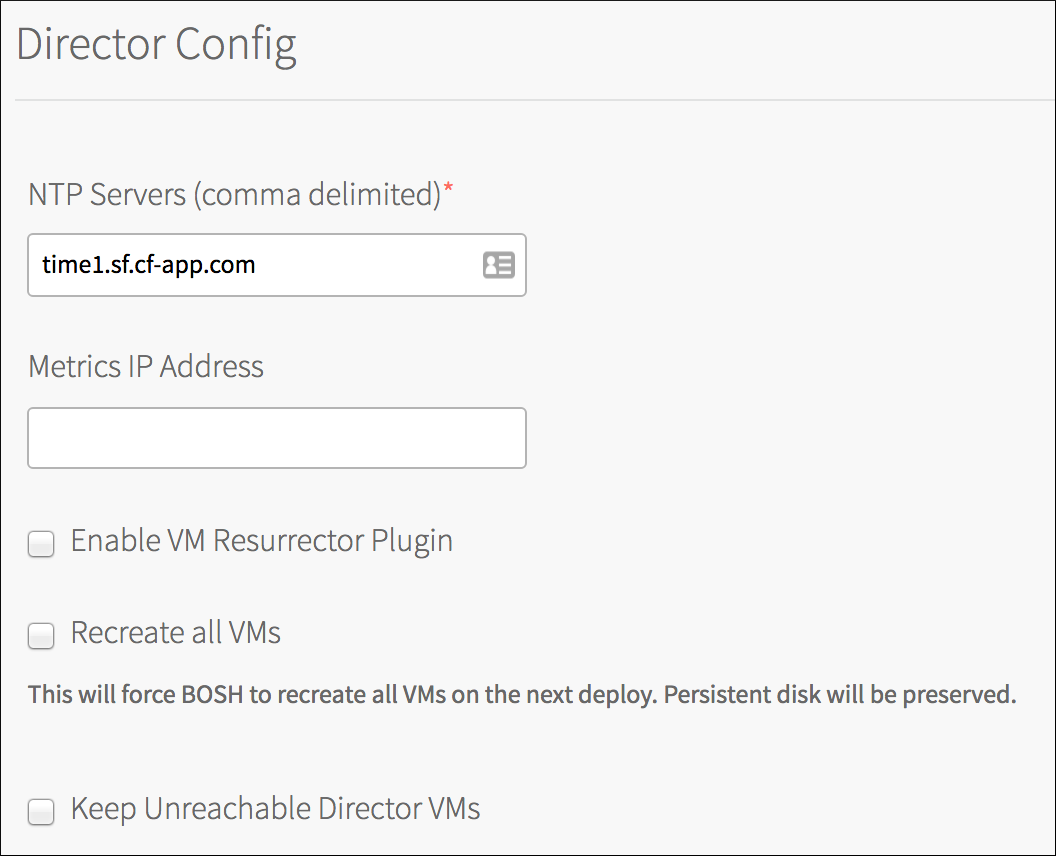 Director Config
NTP Servers (comma delimited)*
time1.sf.cf-app.com
Metrics IP Address
Enable VM Resurrector Plugin
Recreate all VMs
This will force BOSH to recreate all VMs on the next deploy. Persistent disk will be preserved.
Keep Unreachable Director VMs